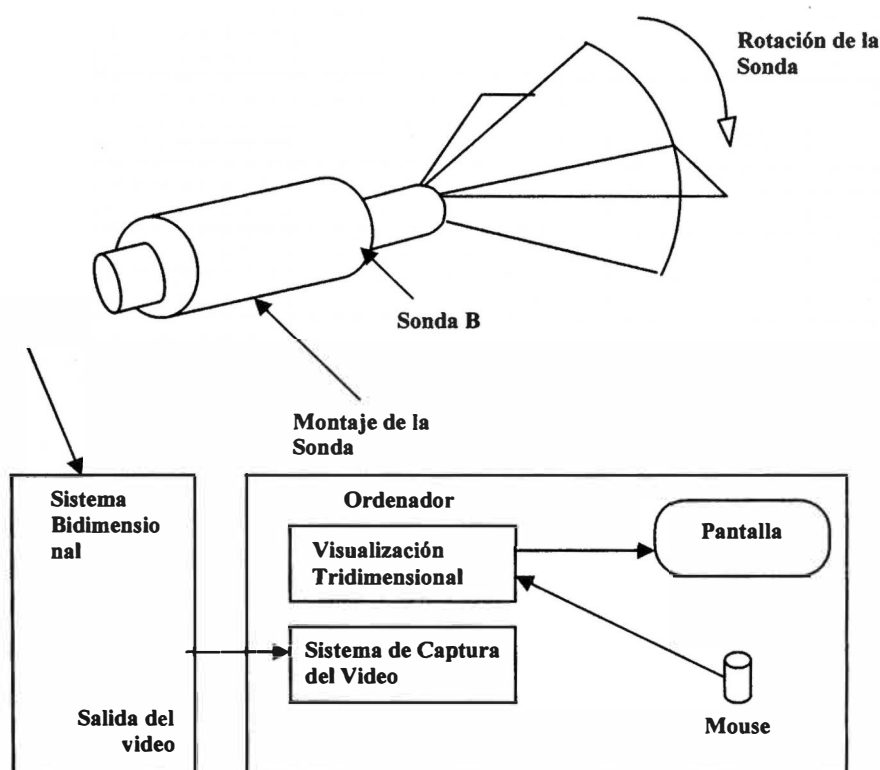 Rotación de la
Sonda
Sonda B
Montaje de la
Sonda
Sistema
Bidimensio
nal
Salida del
video
Ordenador
Visualización
Tridimensional
Pantalla
Sistema de Captura
del Video
Mouse